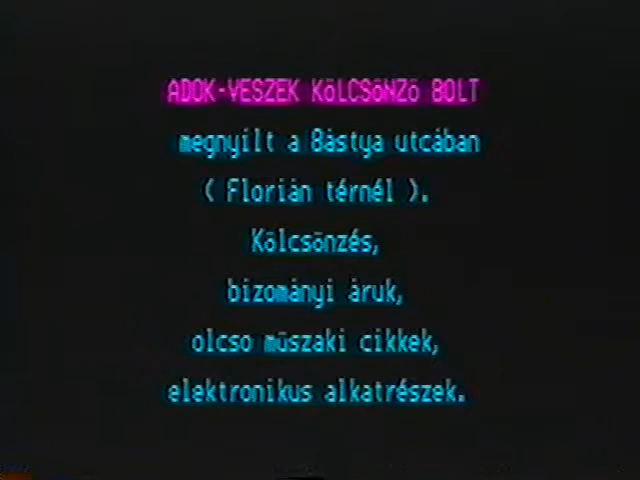 ADOK-VESZEK KöLCSöNZö BOLT
megnyilt a Bástya utcában
( Florián térnél ).
Kölcsönzés,
bizományi áruk,
olcso müszaki cikkek,
elektronikus alkatrészek.